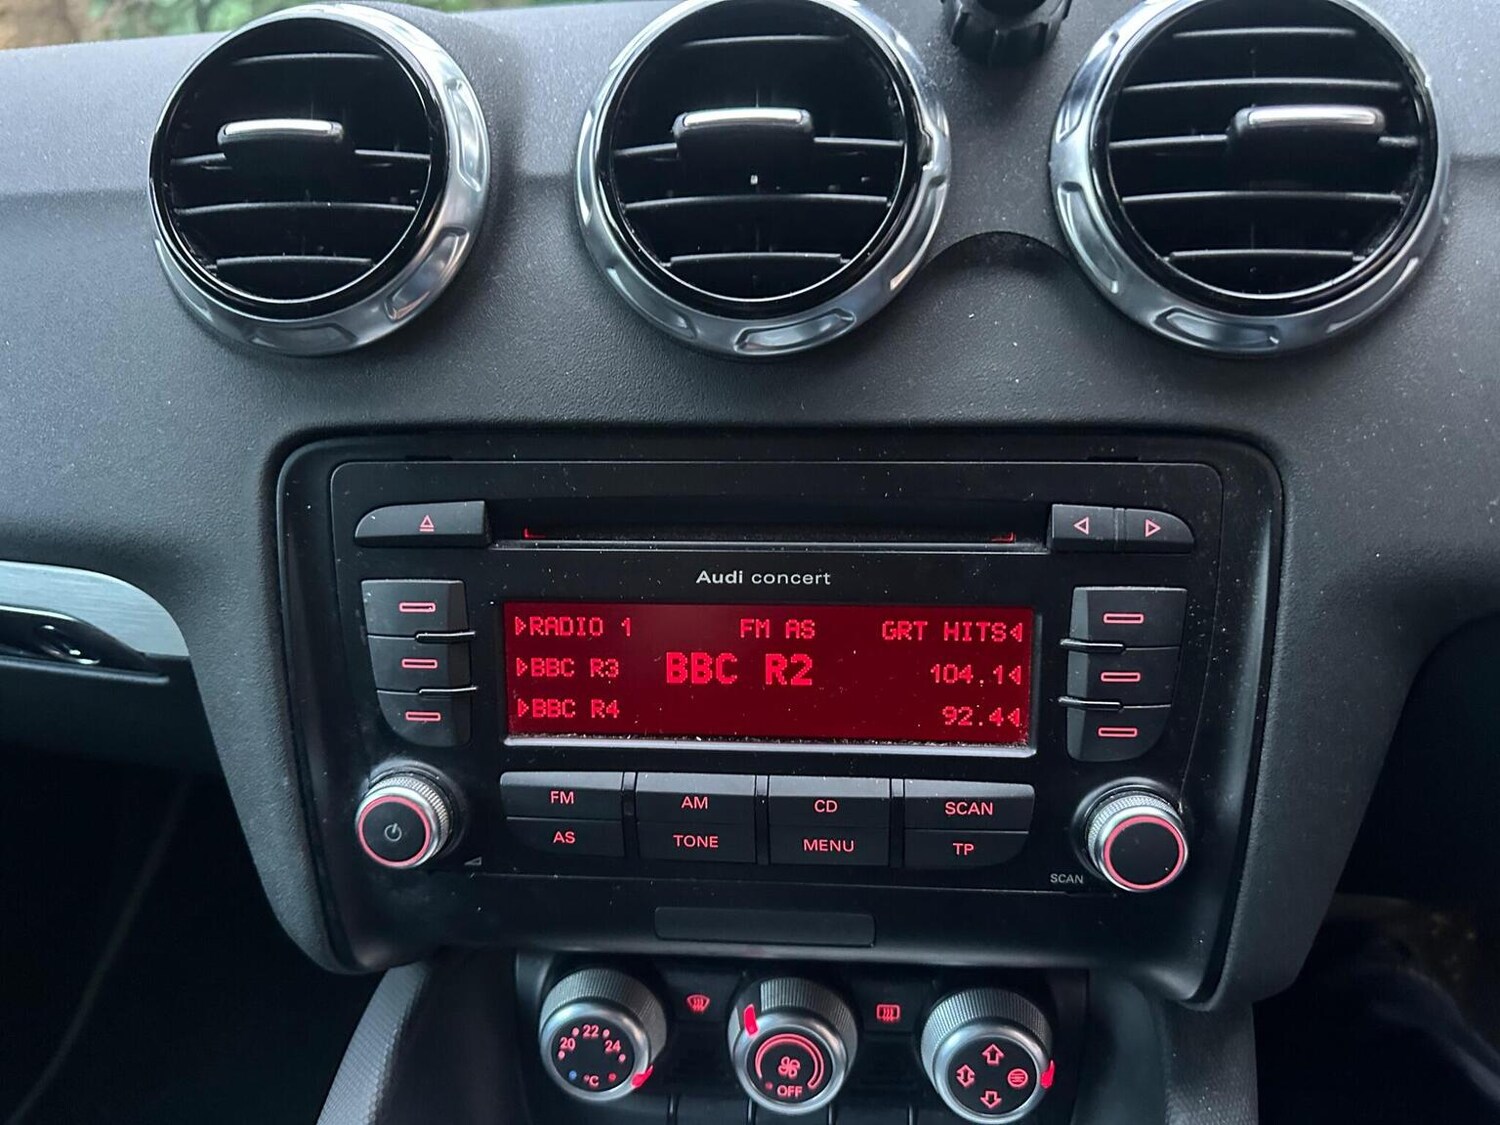 Audi concert
RADIO 1 FM AS GRT HITS
BBC R3 BBC R2 104.1
BBC R4 92.4
FM AM CD SCAN
AS TONE MENU TP
SCAN
20 22 24
°C
OFF